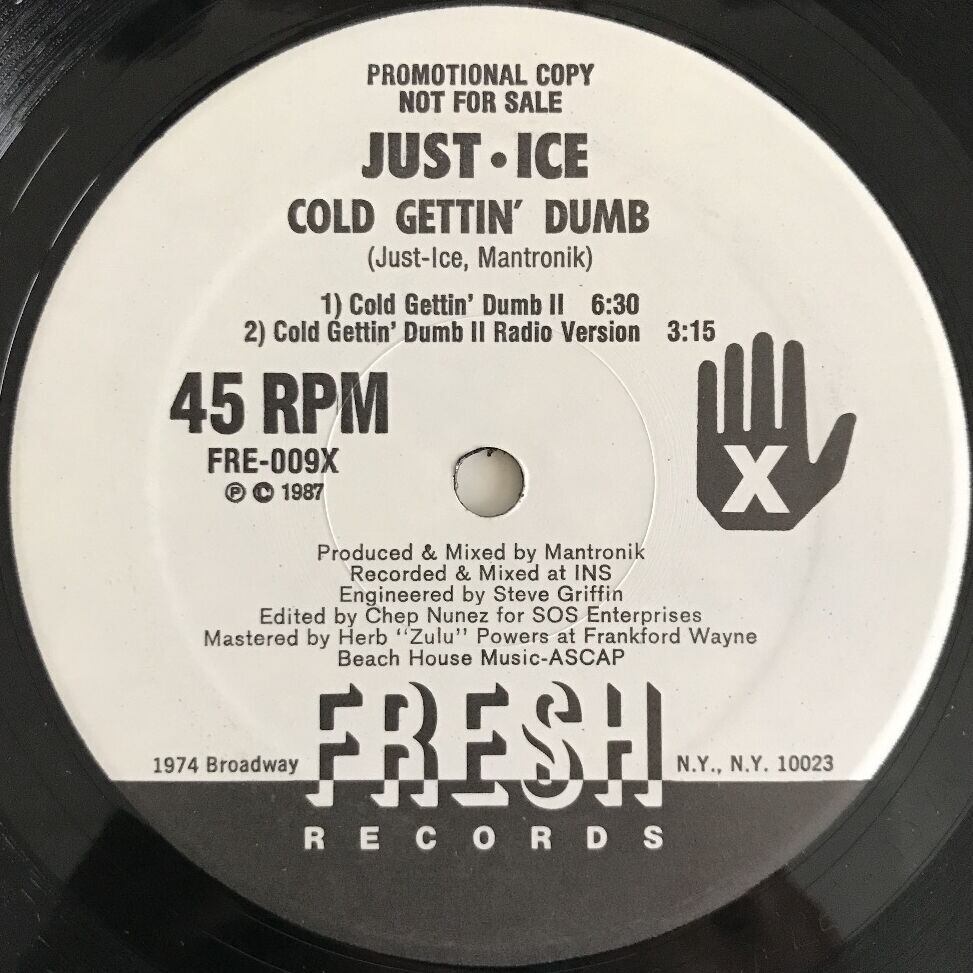 PROMOTIONAL COPY
NOT FOR SALE
JUST • ICE
COLD GETTIN' DUMB
(Just-Ice, Mantronik)
1) Cold Gettin' Dumb II 6:30
2) Cold Gettin' Dumb II Radio Version 3:15
45 RPM
FRE-009X
℗ © 1987
X
Produced & Mixed by Mantronik
Recorded & Mixed at INS
Engineered by Steve Griffin
Edited by Chep Nunez for SOS Enterprises
Mastered by Herb "Zulu" Powers at Frankford Wayne
Beach House Music-ASCAP
1974 Broadway FRESH N.Y., N.Y. 10023
RECORDS